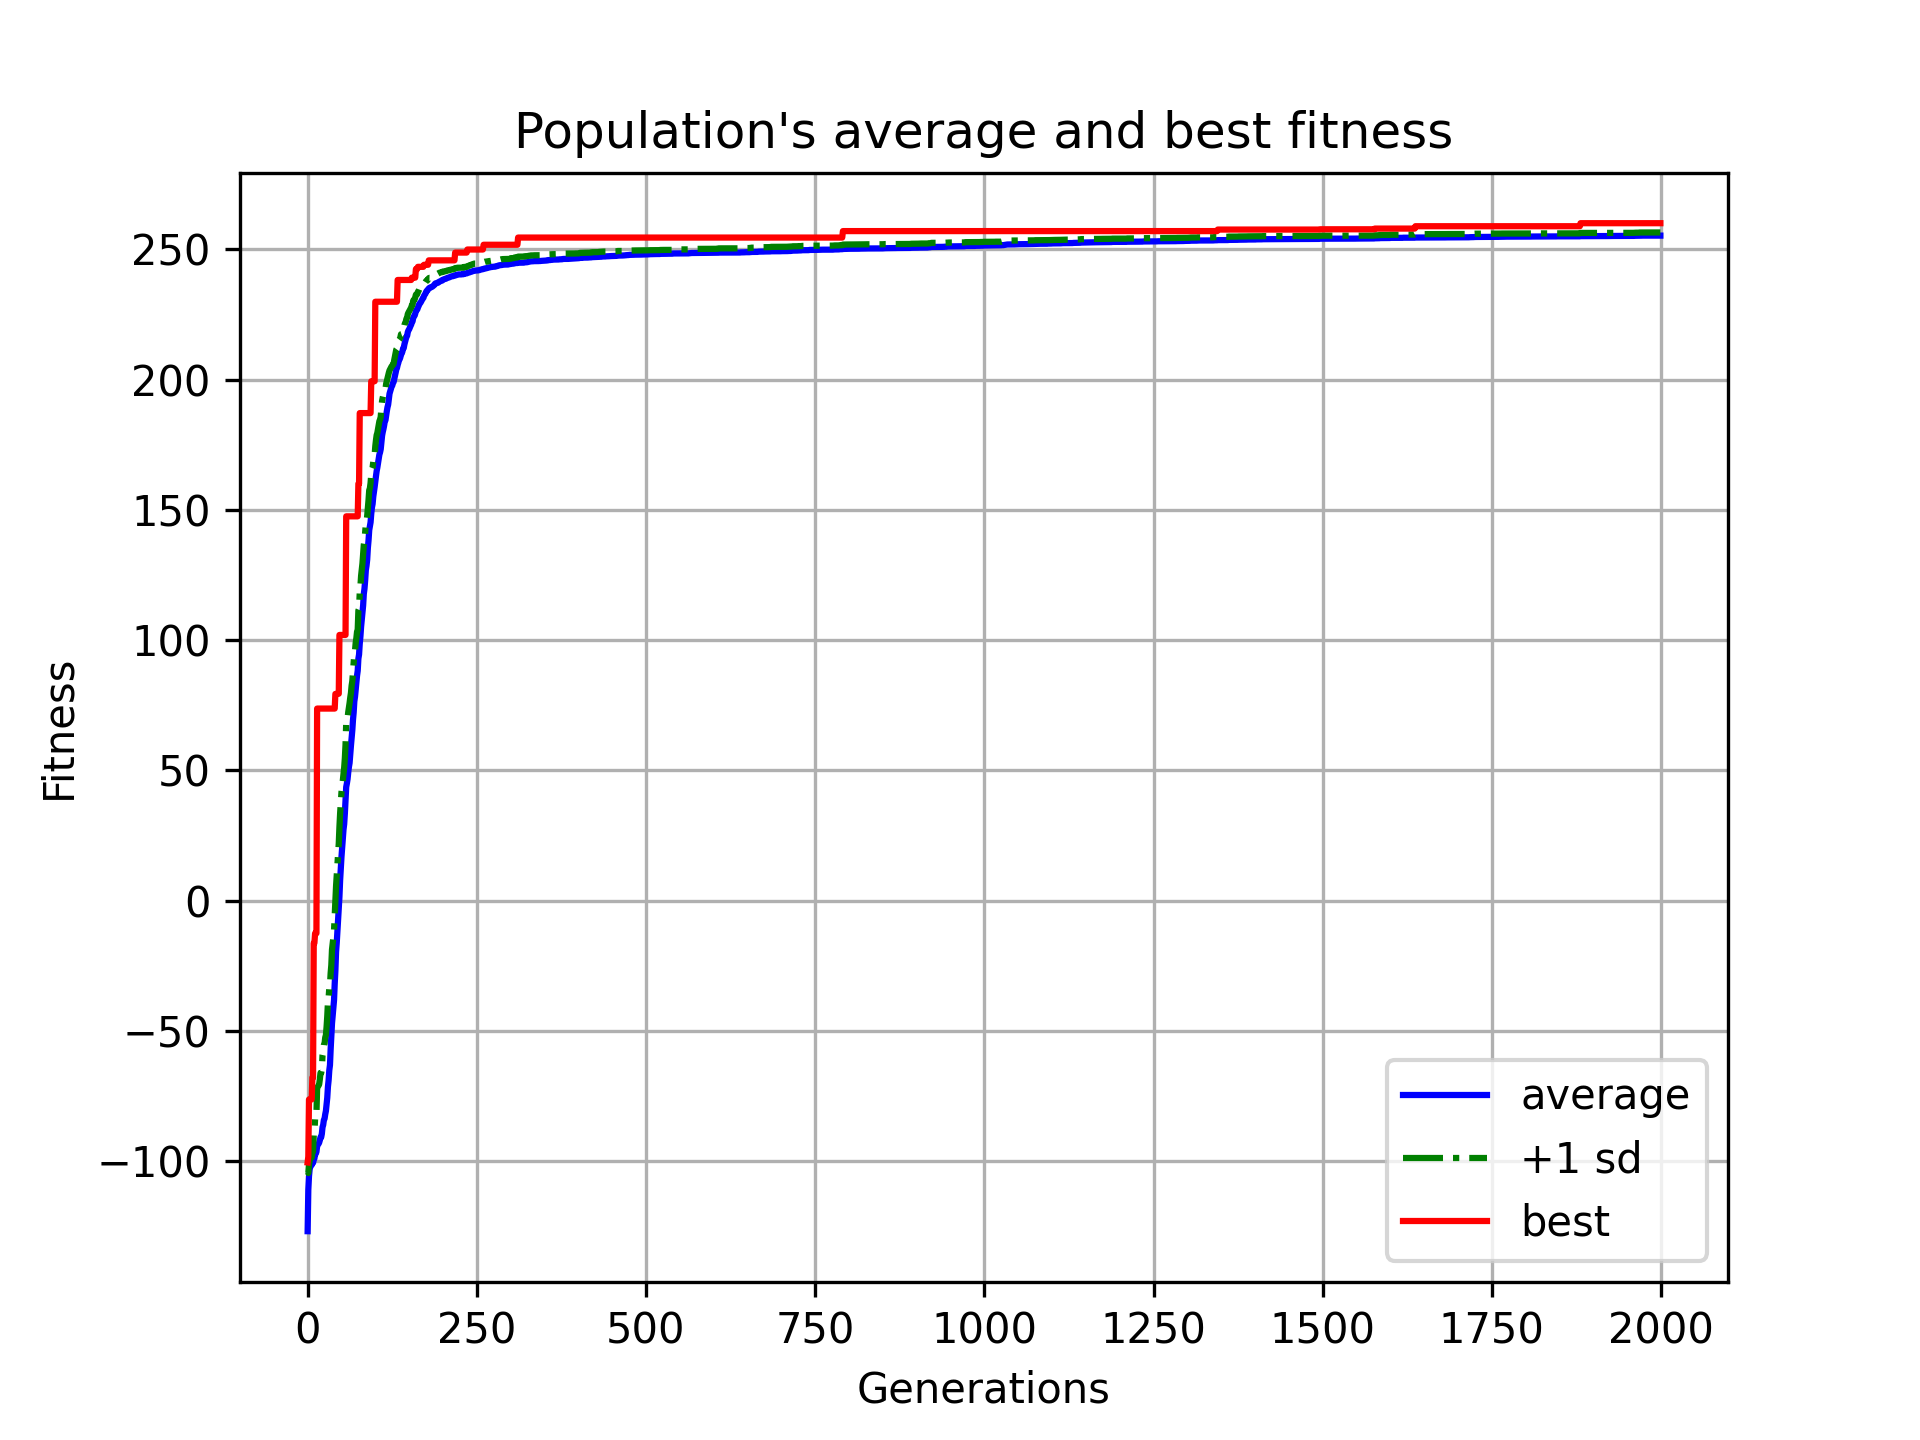 Population's average and best fitness
Fitness
250
200
150
100
50
0
−50
−100
average
+1 sd
best
0 250 500 750 1000 1250 1500 1750 2000
Generations